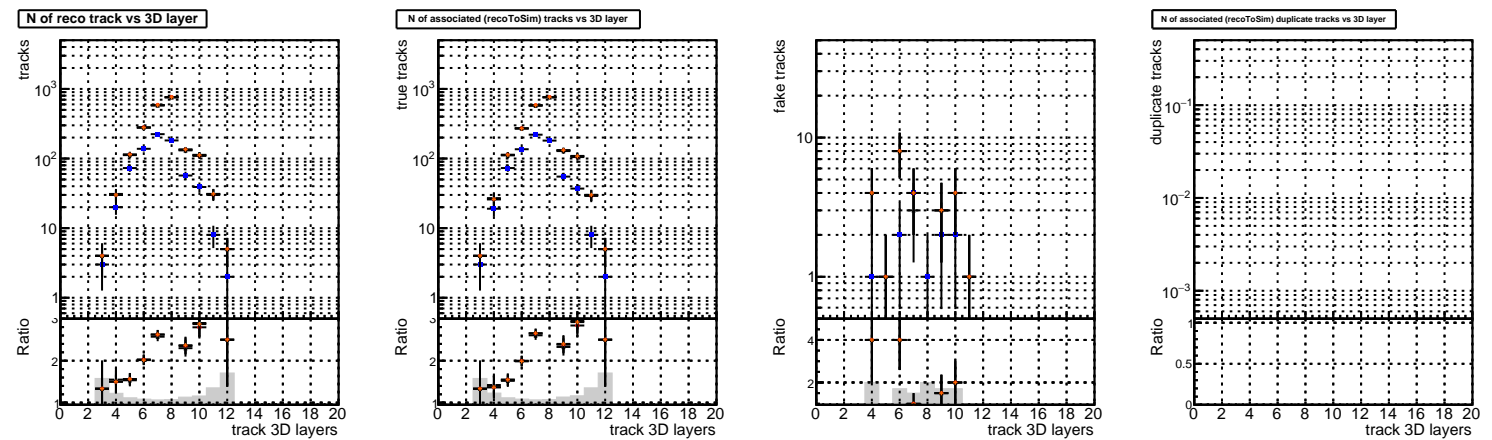 N of reco track vs 3D layer
tracks
10³
10²
10
1
Ratio
3
2
1
0 2 4 6 8 10 12 14 16 18 20
track 3D layers
N of associated (recoToSim) tracks vs 3D layer
true tracks
10³
10²
10
1
Ratio
3
2
1
0 2 4 6 8 10 12 14 16 18 20
track 3D layers
fake tracks
10
1
Ratio
4
2
0 2 4 6 8 10 12 14 16 18 20
track 3D layers
N of associated (recoToSim) duplicate tracks vs 3D layer
duplicate tracks
10⁻¹
10⁻²
10⁻³
Ratio
1
0.5
0
0 2 4 6 8 10 12 14 16 18 20
track 3D layers